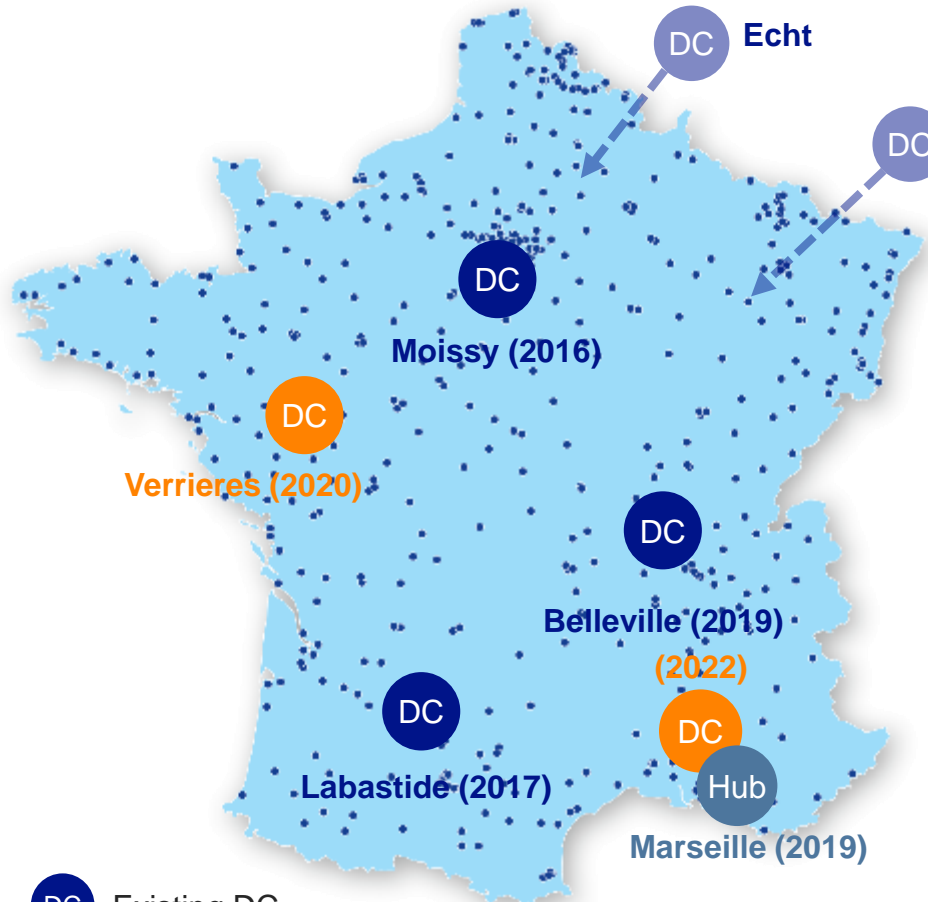 DC Echt
DC
DC
Moissy (2016)
DC
Verrieres (2020)
DC
Belleville (2019)
(2022)
DC
DC
Labastide (2017)
Hub
Marseille (2019)